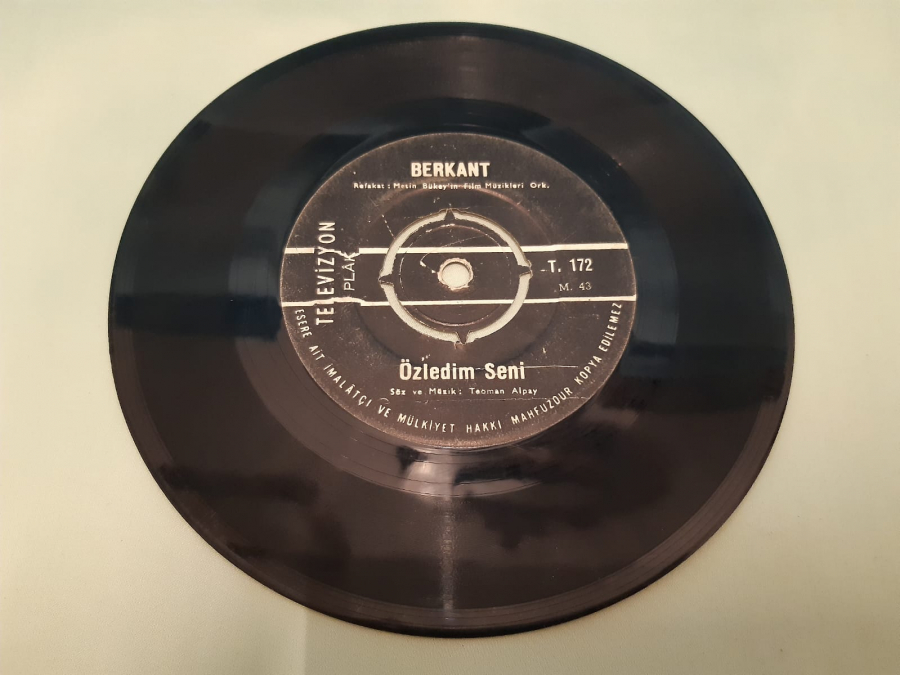 BERKANT
Refakat : Metin Bükey'in Film Müzikleri Ork.
TELEVİZYON
PLAK
T. 172
M. 43
Özledim Seni
Söz ve Müzik : Teoman Alpay
ESERE AİT İMALÂTÇI VE MÜLKİYET HAKKI MAHFUZDUR KOPYA EDİLEMEZ